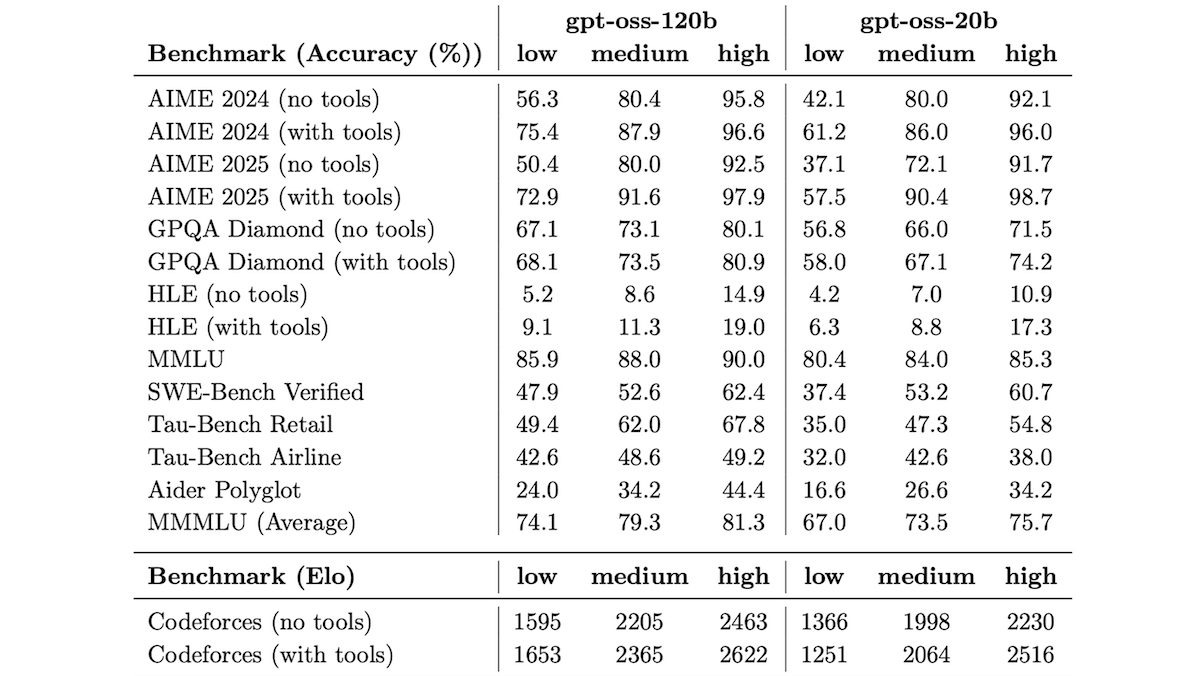 gpt-oss-120b gpt-oss-20b
Benchmark (Accuracy (%)) low medium high low medium high
AIME 2024 (no tools) 56.3 80.4 95.8 42.1 80.0 92.1
AIME 2024 (with tools) 75.4 87.9 96.6 61.2 86.0 96.0
AIME 2025 (no tools) 50.4 80.0 92.5 37.1 72.1 91.7
AIME 2025 (with tools) 72.9 91.6 97.9 57.5 90.4 98.7
GPQA Diamond (no tools) 67.1 73.1 80.1 56.8 66.0 71.5
GPQA Diamond (with tools) 68.1 73.5 80.9 58.0 67.1 74.2
HLE (no tools) 5.2 8.6 14.9 4.2 7.0 10.9
HLE (with tools) 9.1 11.3 19.0 6.3 8.8 17.3
MMLU 85.9 88.0 90.0 80.4 84.0 85.3
SWE-Bench Verified 47.9 52.6 62.4 37.4 53.2 60.7
Tau-Bench Retail 49.4 62.0 67.8 35.0 47.3 54.8
Tau-Bench Airline 42.6 48.6 49.2 32.0 42.6 38.0
Aider Polyglot 24.0 34.2 44.4 16.6 26.6 34.2
MMMLU (Average) 74.1 79.3 81.3 67.0 73.5 75.7
Benchmark (Elo) low medium high low medium high
Codeforces (no tools) 1595 2205 2463 1366 1998 2230
Codeforces (with tools) 1653 2365 2622 1251 2064 2516